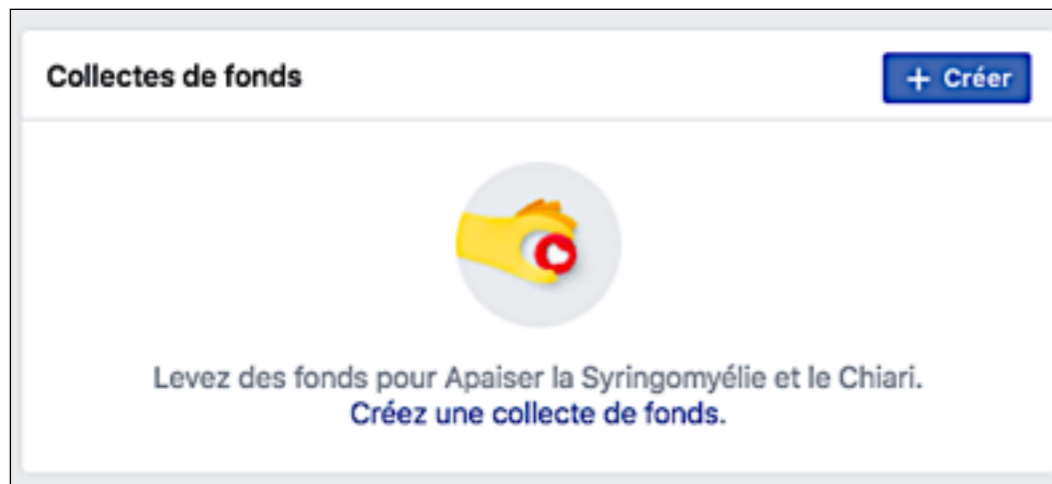 Collectes de fonds
+ Créer
Levez des fonds pour Apaiser la Syringomyélie et le Chiari.
Créez une collecte de fonds.